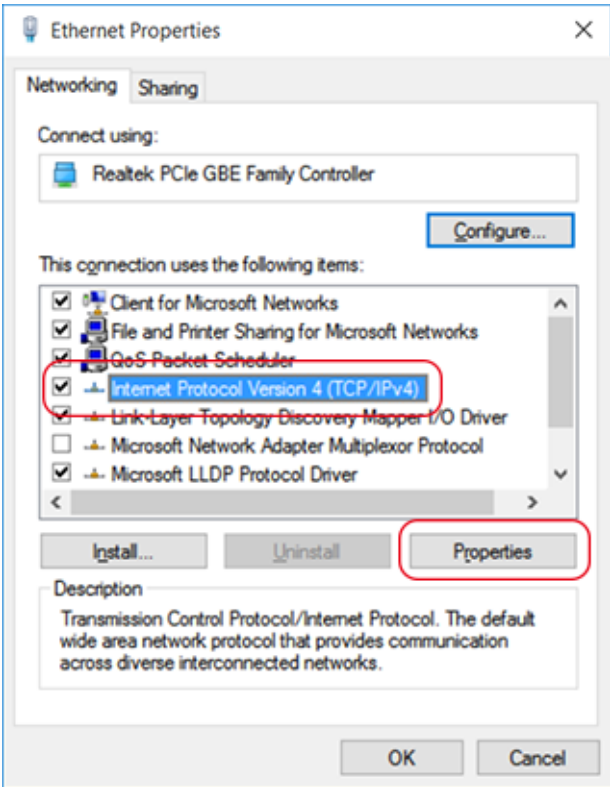 Ethernet Properties
Networking
Sharing
Connect using:
Realtek PCIe GBE Family Controller
Configure...
This connection uses the following items:
Client for Microsoft Networks
File and Printer Sharing for Microsoft Networks
QoS Packet Scheduler
Internet Protocol Version 4 (TCP/IPv4)
Link-Layer Topology Discovery Mapper I/O Driver
Microsoft Network Adapter Multiplexor Protocol
Microsoft LLDP Protocol Driver
Install...
Uninstall
Properties
Description
Transmission Control Protocol/Internet Protocol. The default
wide area network protocol that provides communication
across diverse interconnected networks.
OK
Cancel